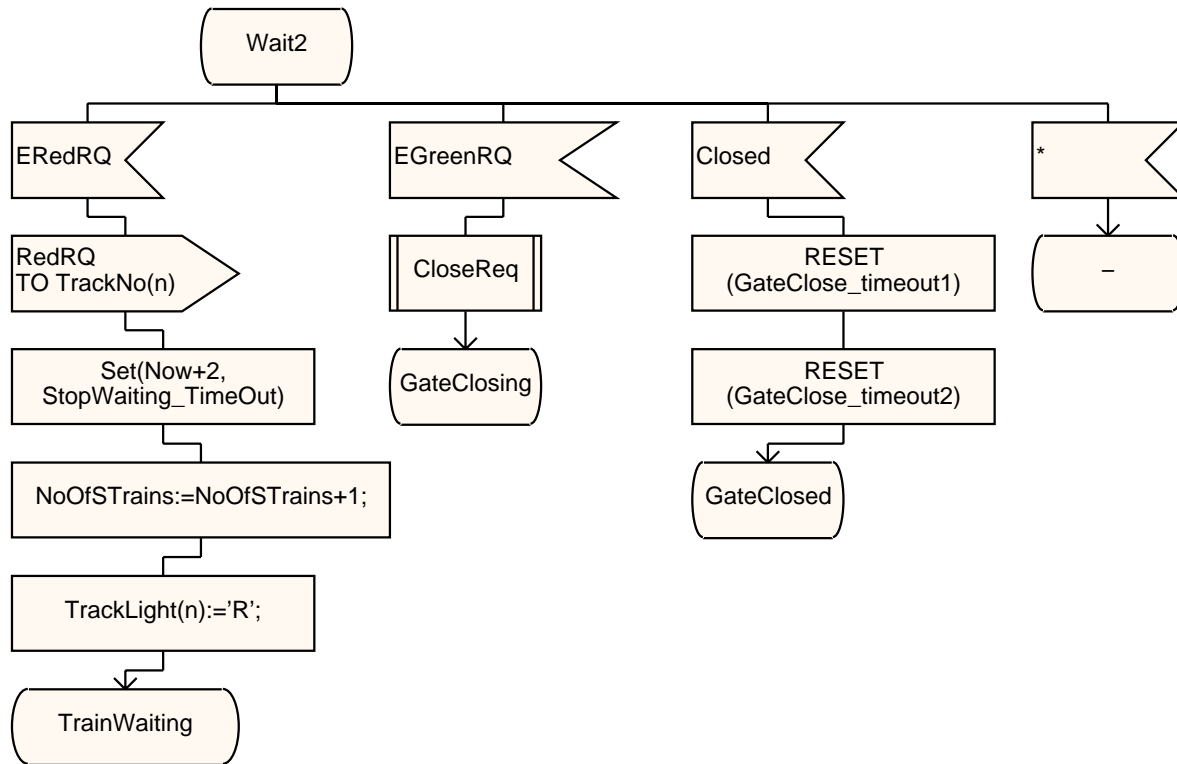 Wait2
ERedRQ
EGreenRQ
Closed
*
RedRQ
TO TrackNo(n)
CloseReq
RESET
(GateClose_timeout1)
–
Set(Now+2,
StopWaiting_TimeOut)
GateClosing
RESET
(GateClose_timeout2)
NoOfSTrains:=NoOfSTrains+1;
GateClosed
TrackLight(n):=’R’;
TrainWaiting